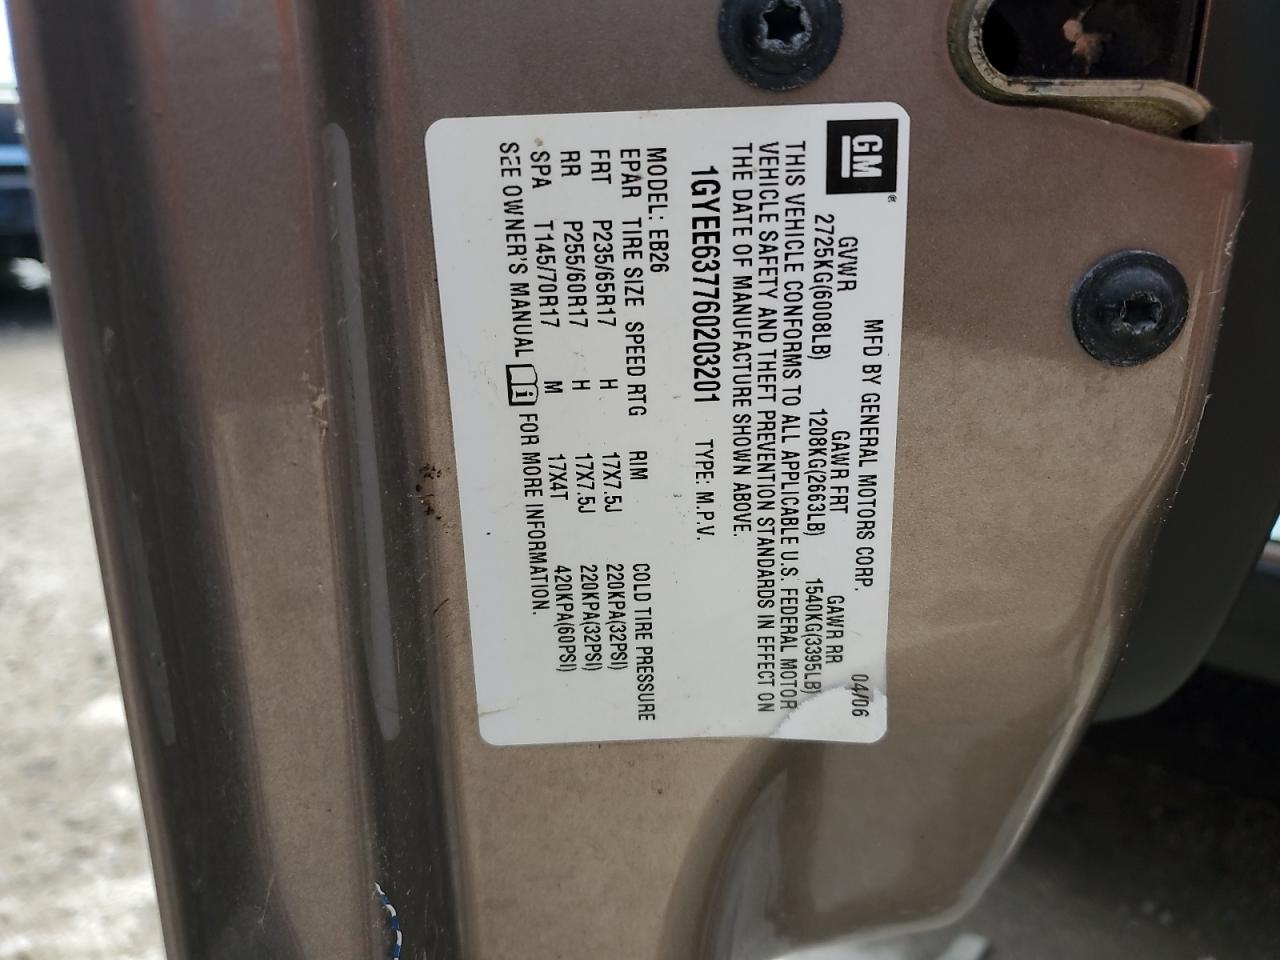 GM®
MFD BY GENERAL MOTORS CORP. 04/06
GVWR GAWR FRT GAWR RR
2725KG(6008LB) 1208KG(2663LB) 1540KG(3395LB)
THIS VEHICLE CONFORMS TO ALL APPLICABLE U.S. FEDERAL MOTOR
VEHICLE SAFETY AND THEFT PREVENTION STANDARDS IN EFFECT ON
THE DATE OF MANUFACTURE SHOWN ABOVE.
1GYEE637760203201 TYPE: M.P.V.
MODEL: EB26
EPAR TIRE SIZE SPEED RTG RIM COLD TIRE PRESSURE
FRT P235/65R17 H 17X7.5J 220KPA(32PSI)
RR P255/60R17 H 17X7.5J 220KPA(32PSI)
SPA T145/70R17 M 17X4T 420KPA(60PSI)
SEE OWNER'S MANUAL i FOR MORE INFORMATION.